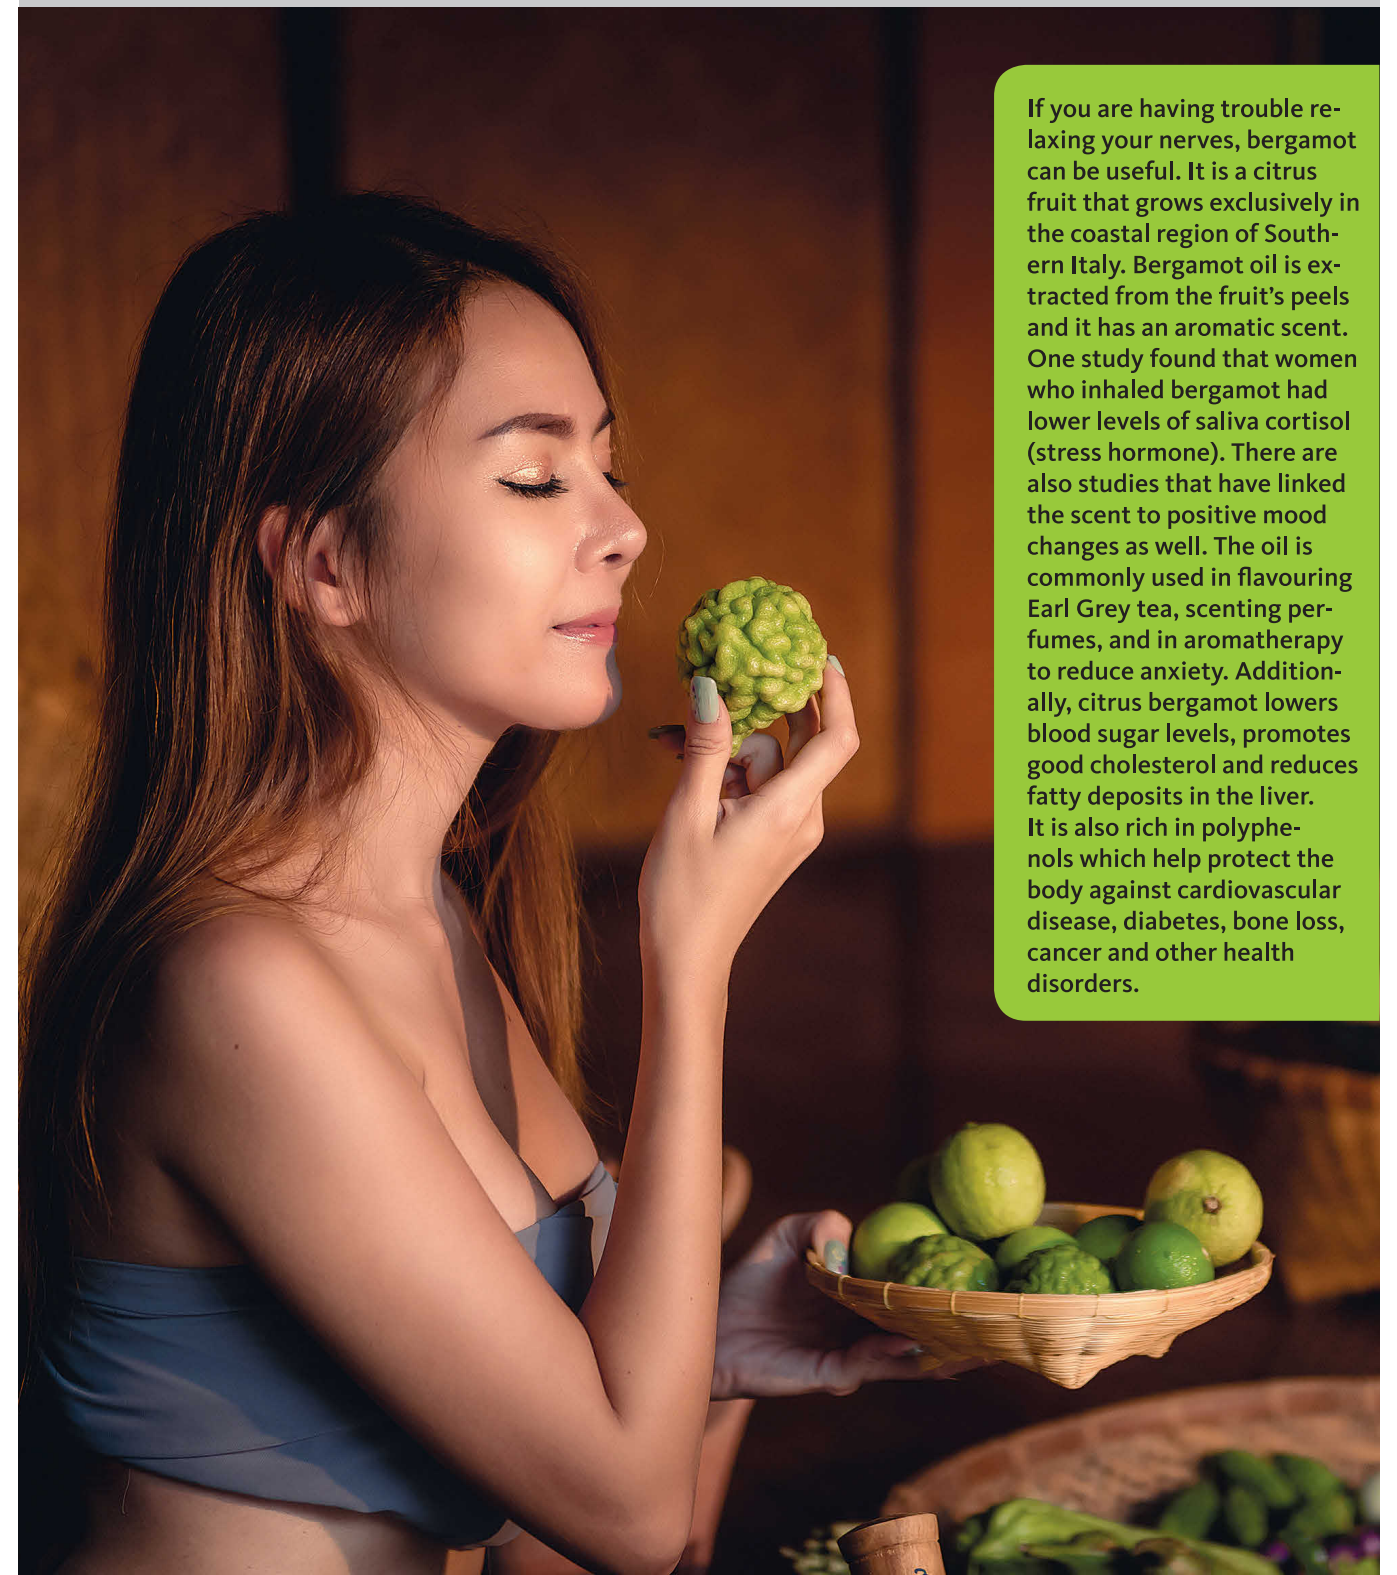 If you are having trouble re-
laxing your nerves, bergamot
can be useful. It is a citrus
fruit that grows exclusively in
the coastal region of South-
ern Italy. Bergamot oil is ex-
tracted from the fruit’s peels
and it has an aromatic scent.
One study found that women
who inhaled bergamot had
lower levels of saliva cortisol
(stress hormone). There are
also studies that have linked
the scent to positive mood
changes as well. The oil is
commonly used in flavouring
Earl Grey tea, scenting per-
fumes, and in aromatherapy
to reduce anxiety. Addition-
ally, citrus bergamot lowers
blood sugar levels, promotes
good cholesterol and reduces
fatty deposits in the liver.
It is also rich in polyphe-
nols which help protect the
body against cardiovascular
disease, diabetes, bone loss,
cancer and other health
disorders.